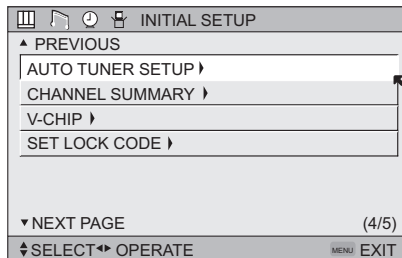 INITIAL SETUP
▲ PREVIOUS
AUTO TUNER SETUP
CHANNEL SUMMARY
V-CHIP
SET LOCK CODE
▼NEXT PAGE (4/5)
SELECT OPERATE MENU EXIT